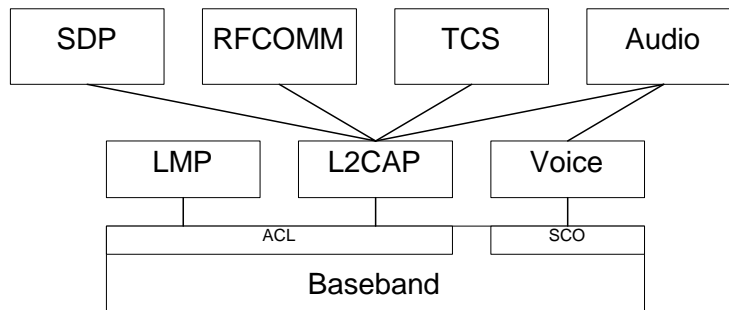 SDP
RFCOMM
TCS
Audio
LMP
L2CAP
Voice
ACL
SCO
Baseband